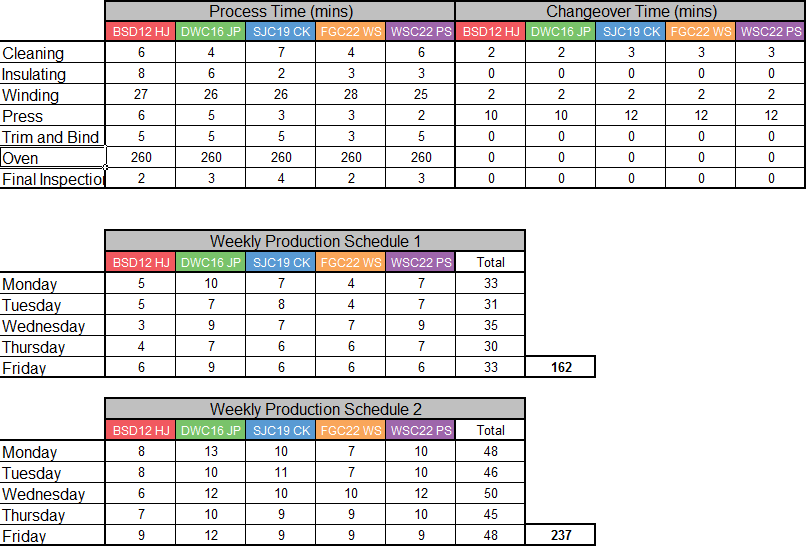 Process Time (mins) Changeover Time (mins)
BSD12 HJ DWC16 JP SJC19 CK FGC22 WS WSC22 PS BSD12 HJ DWC16 JP SJC19 CK FGC22 WS WSC22 PS
Cleaning 6 4 7 4 6 2 2 3 3 3
Insulating 8 6 2 3 3 0 0 0 0 0
Winding 27 26 26 28 25 2 2 2 2 2
Press 6 5 3 3 2 10 10 12 12 12
Trim and Bind 5 5 5 3 5 0 0 0 0 0
Oven 260 260 260 260 260 0 0 0 0 0
Final Inspection 2 3 4 2 3 0 0 0 0 0
Weekly Production Schedule 1
BSD12 HJ DWC16 JP SJC19 CK FGC22 WS WSC22 PS Total
Monday 5 10 7 4 7 33
Tuesday 5 7 8 4 7 31
Wednesday 3 9 7 7 9 35
Thursday 4 7 6 6 7 30
Friday 6 9 6 6 6 33 162
Weekly Production Schedule 2
BSD12 HJ DWC16 JP SJC19 CK FGC22 WS WSC22 PS Total
Monday 8 13 10 7 10 48
Tuesday 8 10 11 7 10 46
Wednesday 6 12 10 10 12 50
Thursday 7 10 9 9 10 45
Friday 9 12 9 9 9 48 237